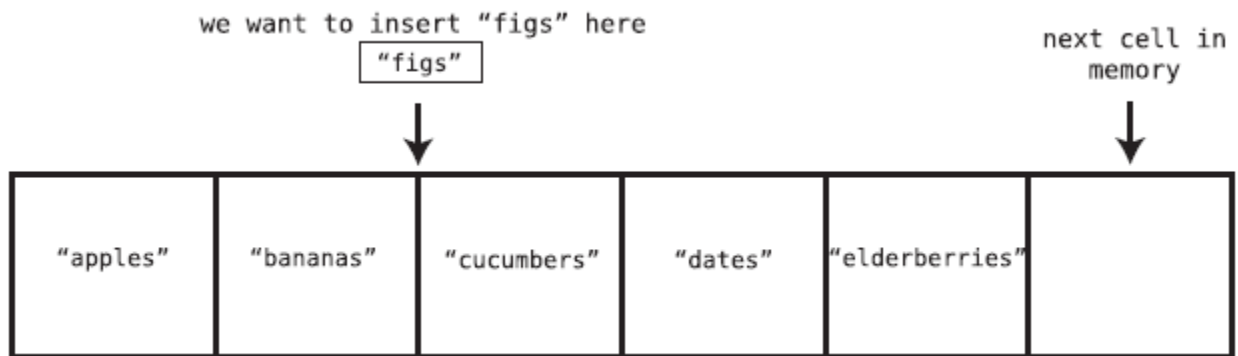 we want to insert “figs” here
“figs”
next cell in
memory
“apples”
“bananas”
“cucumbers”
“dates”
“elderberries”